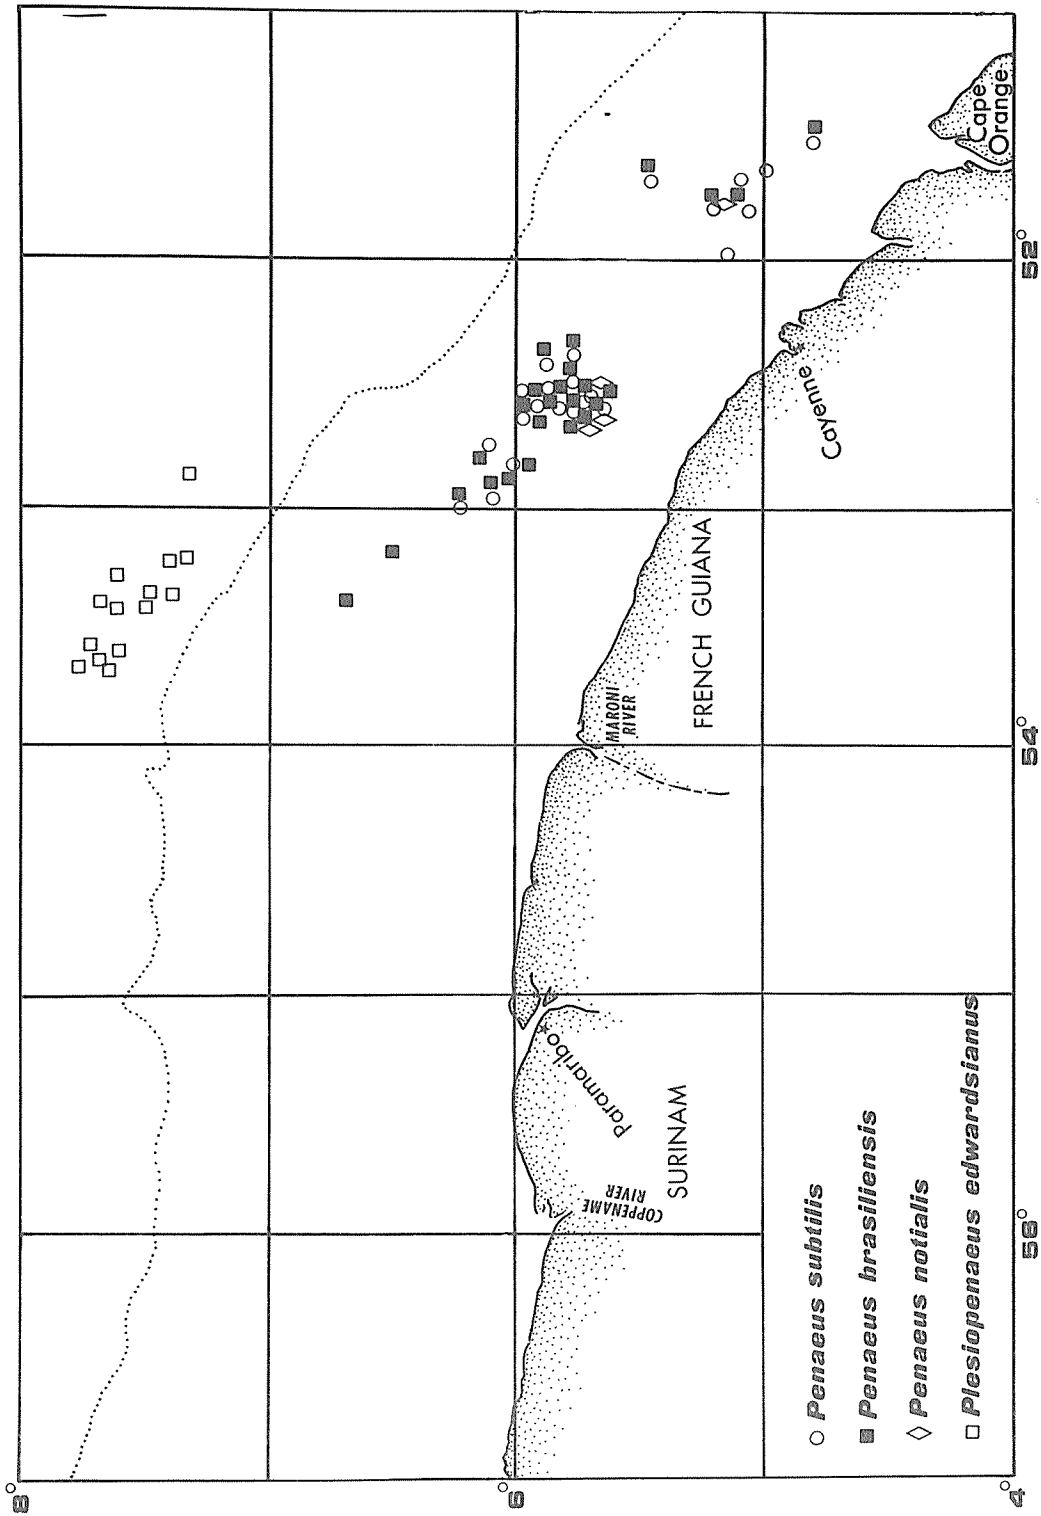 8°
6°
4°
56°
54°
52°
SURINAM
COPPENAME
RIVER
Paramaribo
MARONI
RIVER
FRENCH GUIANA
Cayenne
Cape
Orange
Penaeus subtilis
Penaeus brasiliensis
Penaeus notialis
Plesiopenaeus edwardsianus